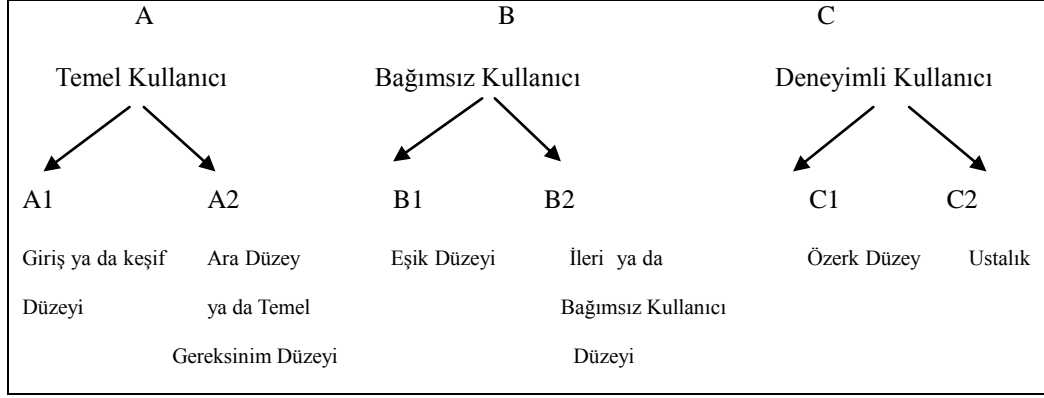 A B C
Temel Kullanıcı Bağımsız Kullanıcı Deneyimli Kullanıcı
A1 A2 B1 B2 C1 C2
Giriş ya da keşif Ara Düzey Eşik Düzeyi İleri ya da Özerk Düzey Ustalık
Düzeyi ya da Temel Bağımsız Kullanıcı
Gereksinim Düzeyi Düzeyi